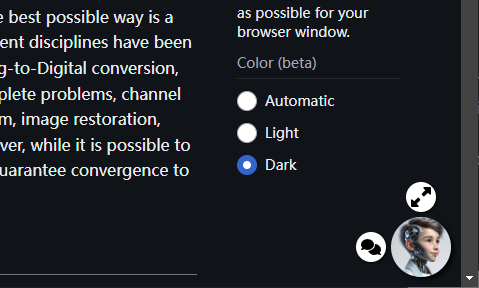 e best possible way is a
ent disciplines have been
g-to-Digital conversion,
plete problems, channel
m, image restoration,
ver, while it is possible to
uarantee convergence to
as possible for your
browser window.
Color (beta)
Automatic
Light
Dark